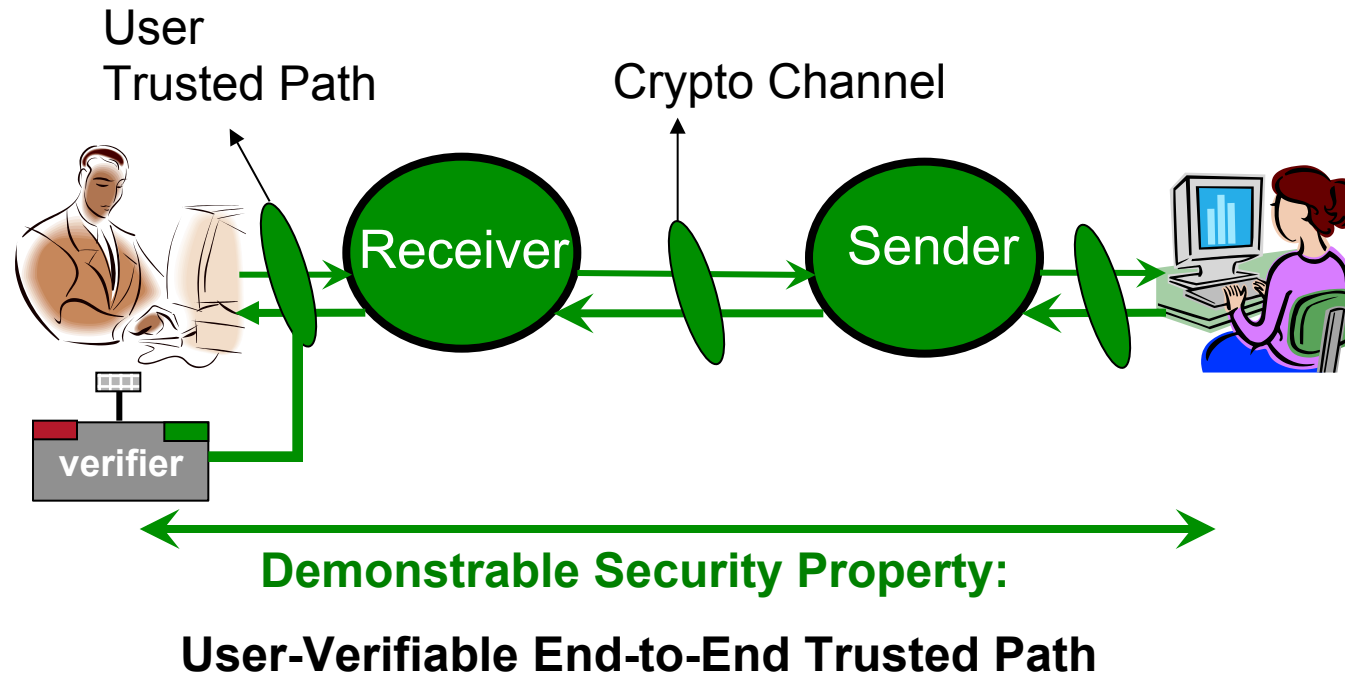 User
Trusted Path
Crypto Channel
Receiver
Sender
verifier
Demonstrable Security Property:
User-Verifiable End-to-End Trusted Path